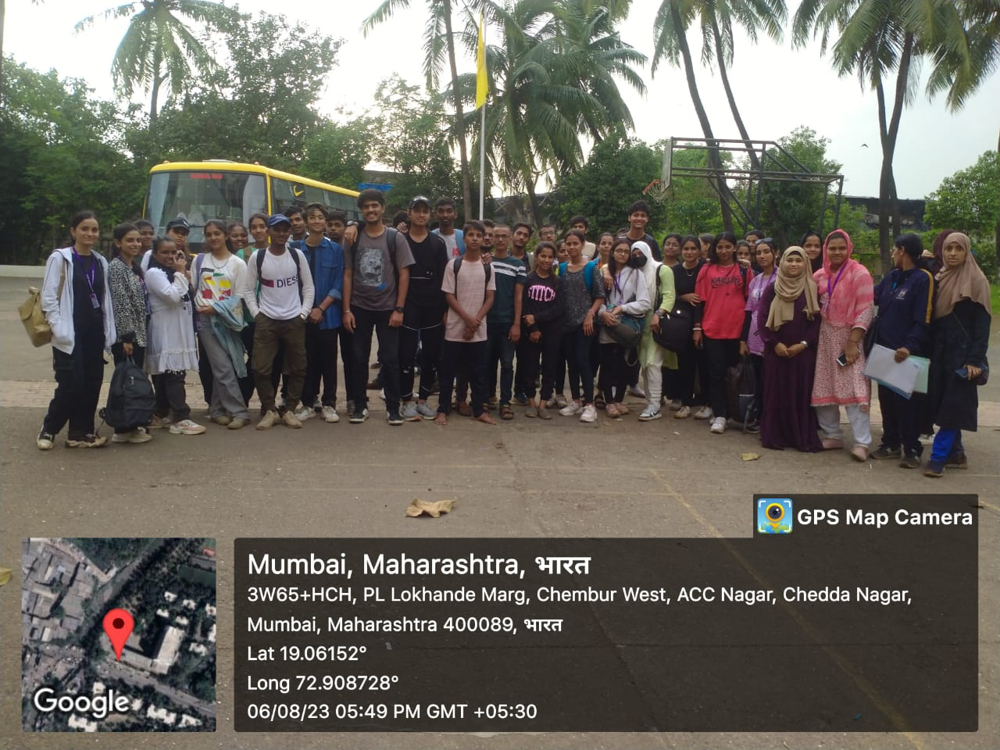 DIESEL
STITCH
GPS Map Camera
Mumbai, Maharashtra, भारत
3W65+HCH, PL Lokhande Marg, Chembur West, ACC Nagar, Chedda Nagar,
Mumbai, Maharashtra 400089, भारत
Lat 19.06152°
Long 72.908728°
06/08/23 05:49 PM GMT +05:30
Google